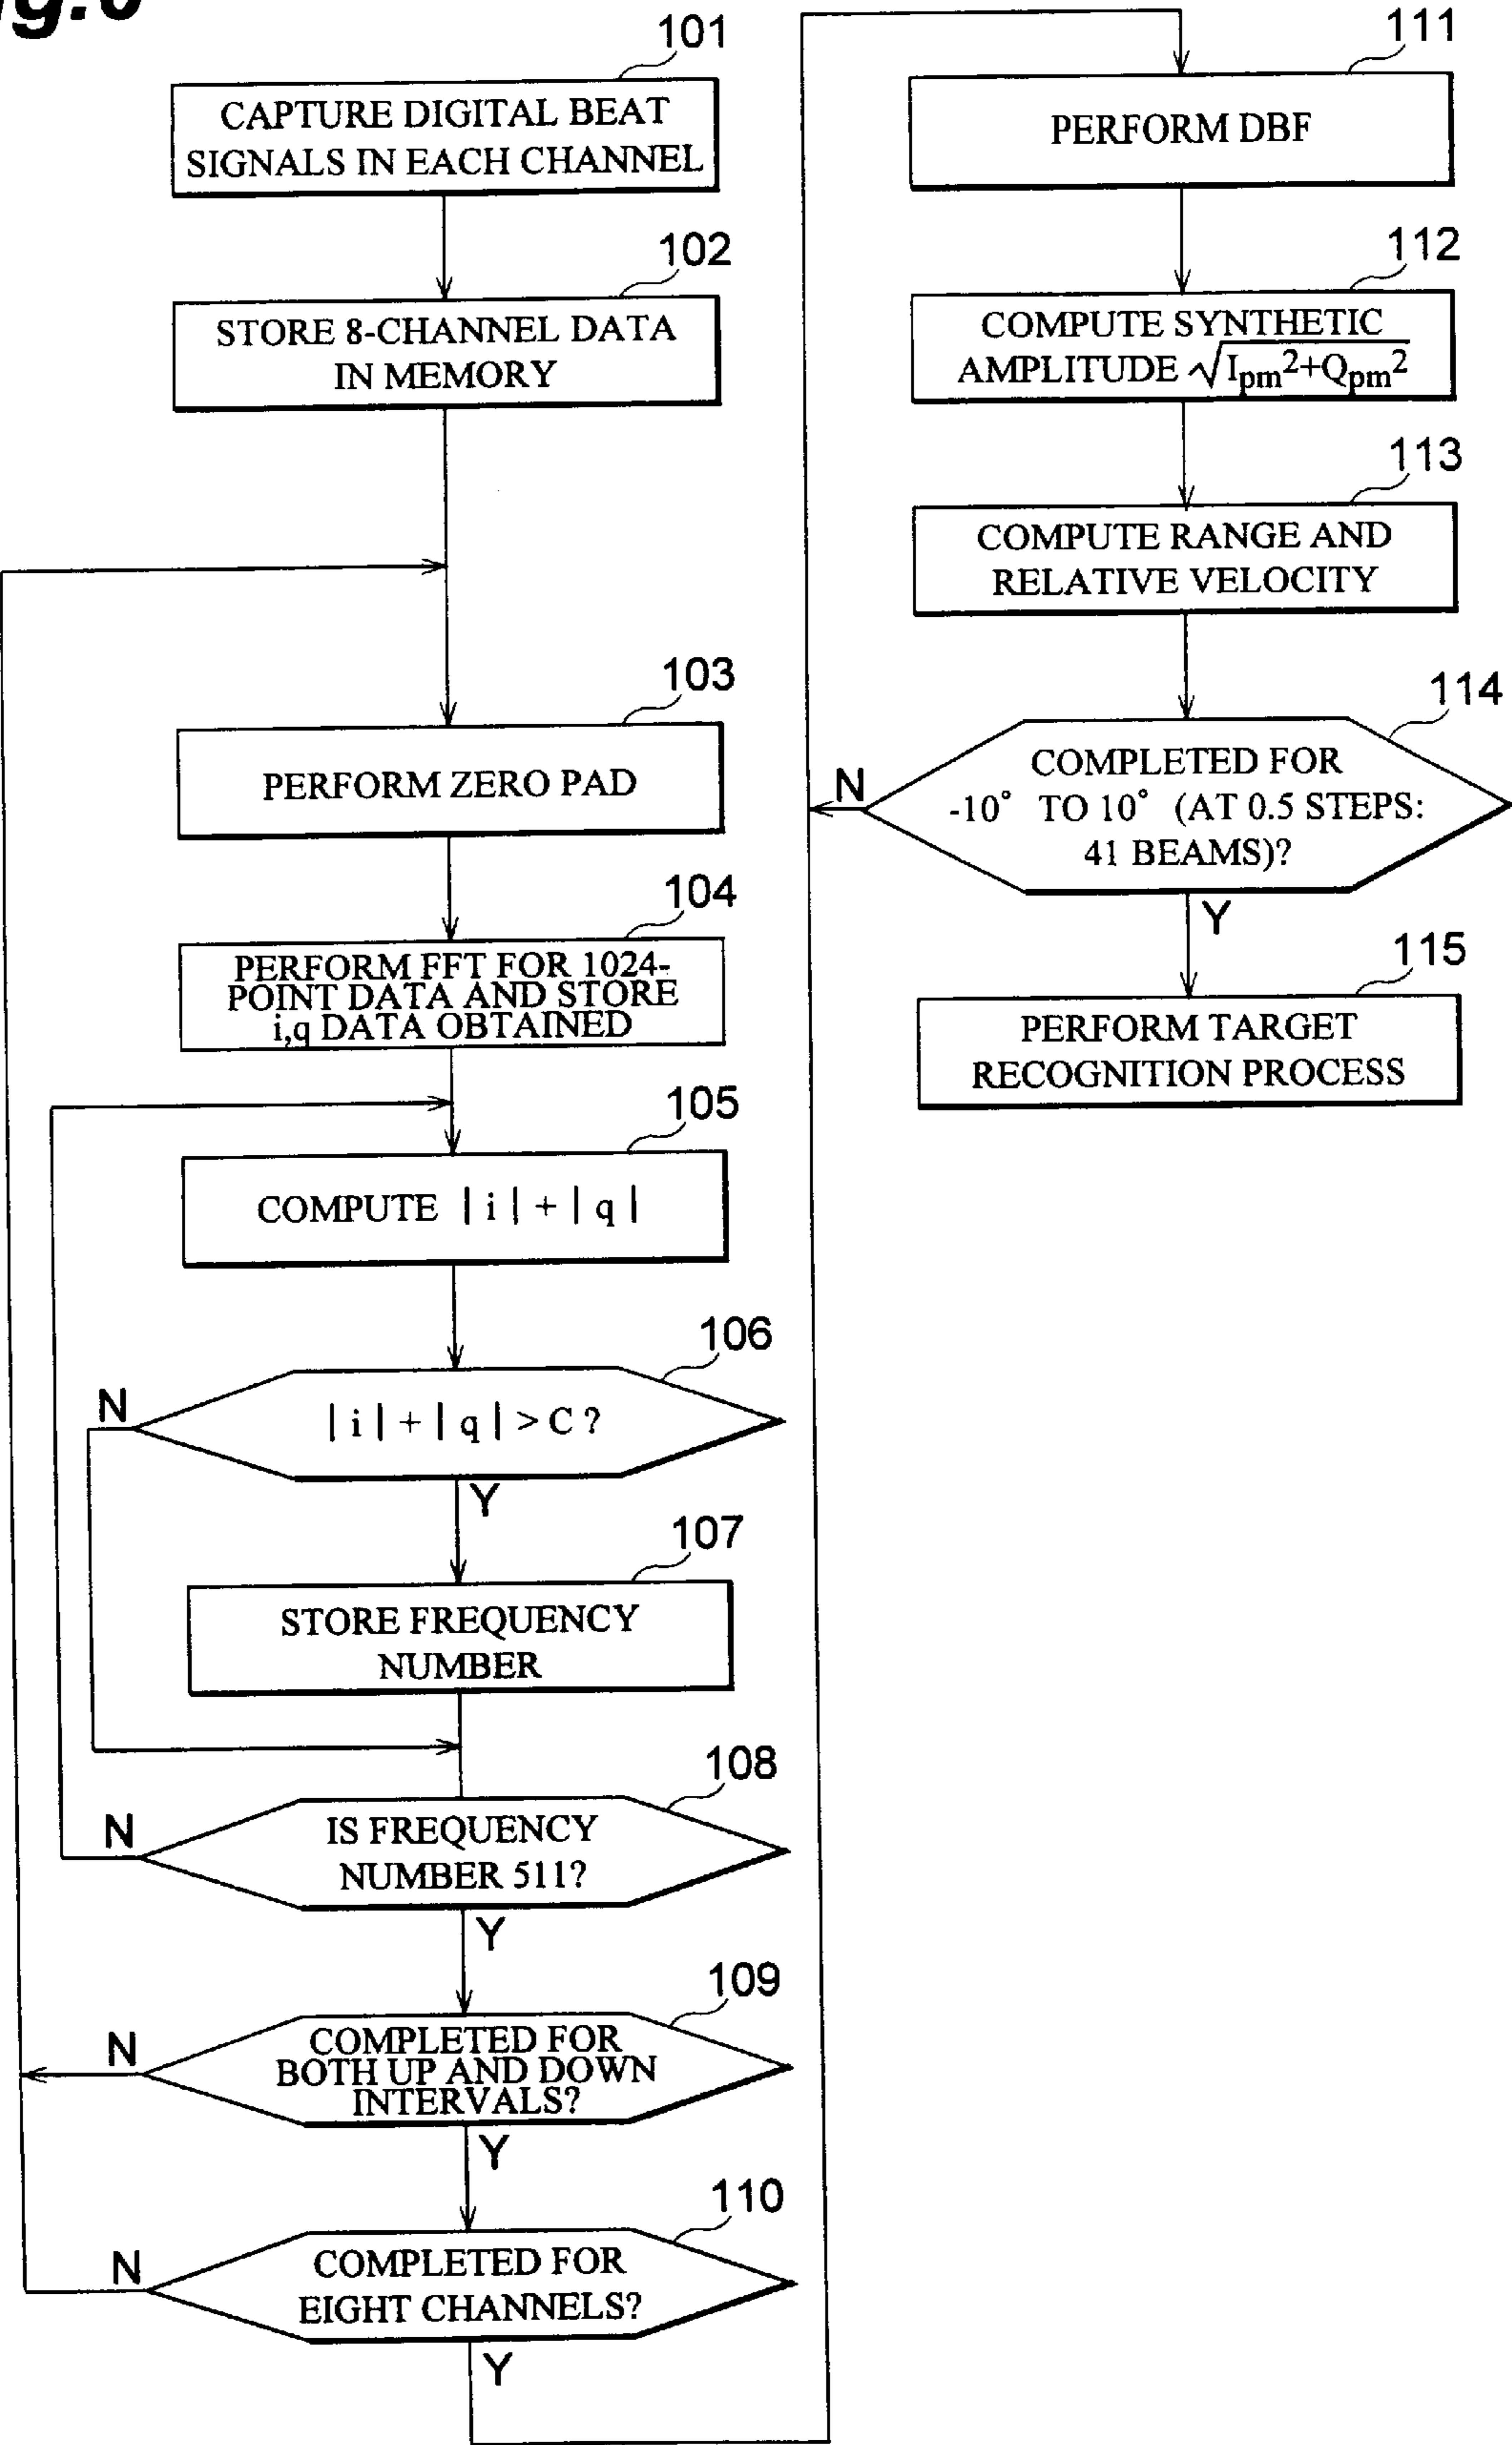 101
CAPTURE DIGITAL BEAT
SIGNALS IN EACH CHANNEL
102
STORE 8-CHANNEL DATA
IN MEMORY
103
PERFORM ZERO PAD
104
PERFORM FFT FOR 1024-
POINT DATA AND STORE
i,q DATA OBTAINED
105
COMPUTE | i | + | q |
106
| i | + | q | > C ?
N
Y
107
STORE FREQUENCY
NUMBER
108
IS FREQUENCY
NUMBER 511?
N
Y
109
COMPLETED FOR
BOTH UP AND DOWN
INTERVALS?
N
Y
110
COMPLETED FOR
EIGHT CHANNELS?
N
Y
111
PERFORM DBF
112
COMPUTE SYNTHETIC
AMPLITUDE √Ipm²+Qpm²
113
COMPUTE RANGE AND
RELATIVE VELOCITY
114
COMPLETED FOR
-10° TO 10° (AT 0.5 STEPS:
41 BEAMS)?
N
Y
115
PERFORM TARGET
RECOGNITION PROCESS